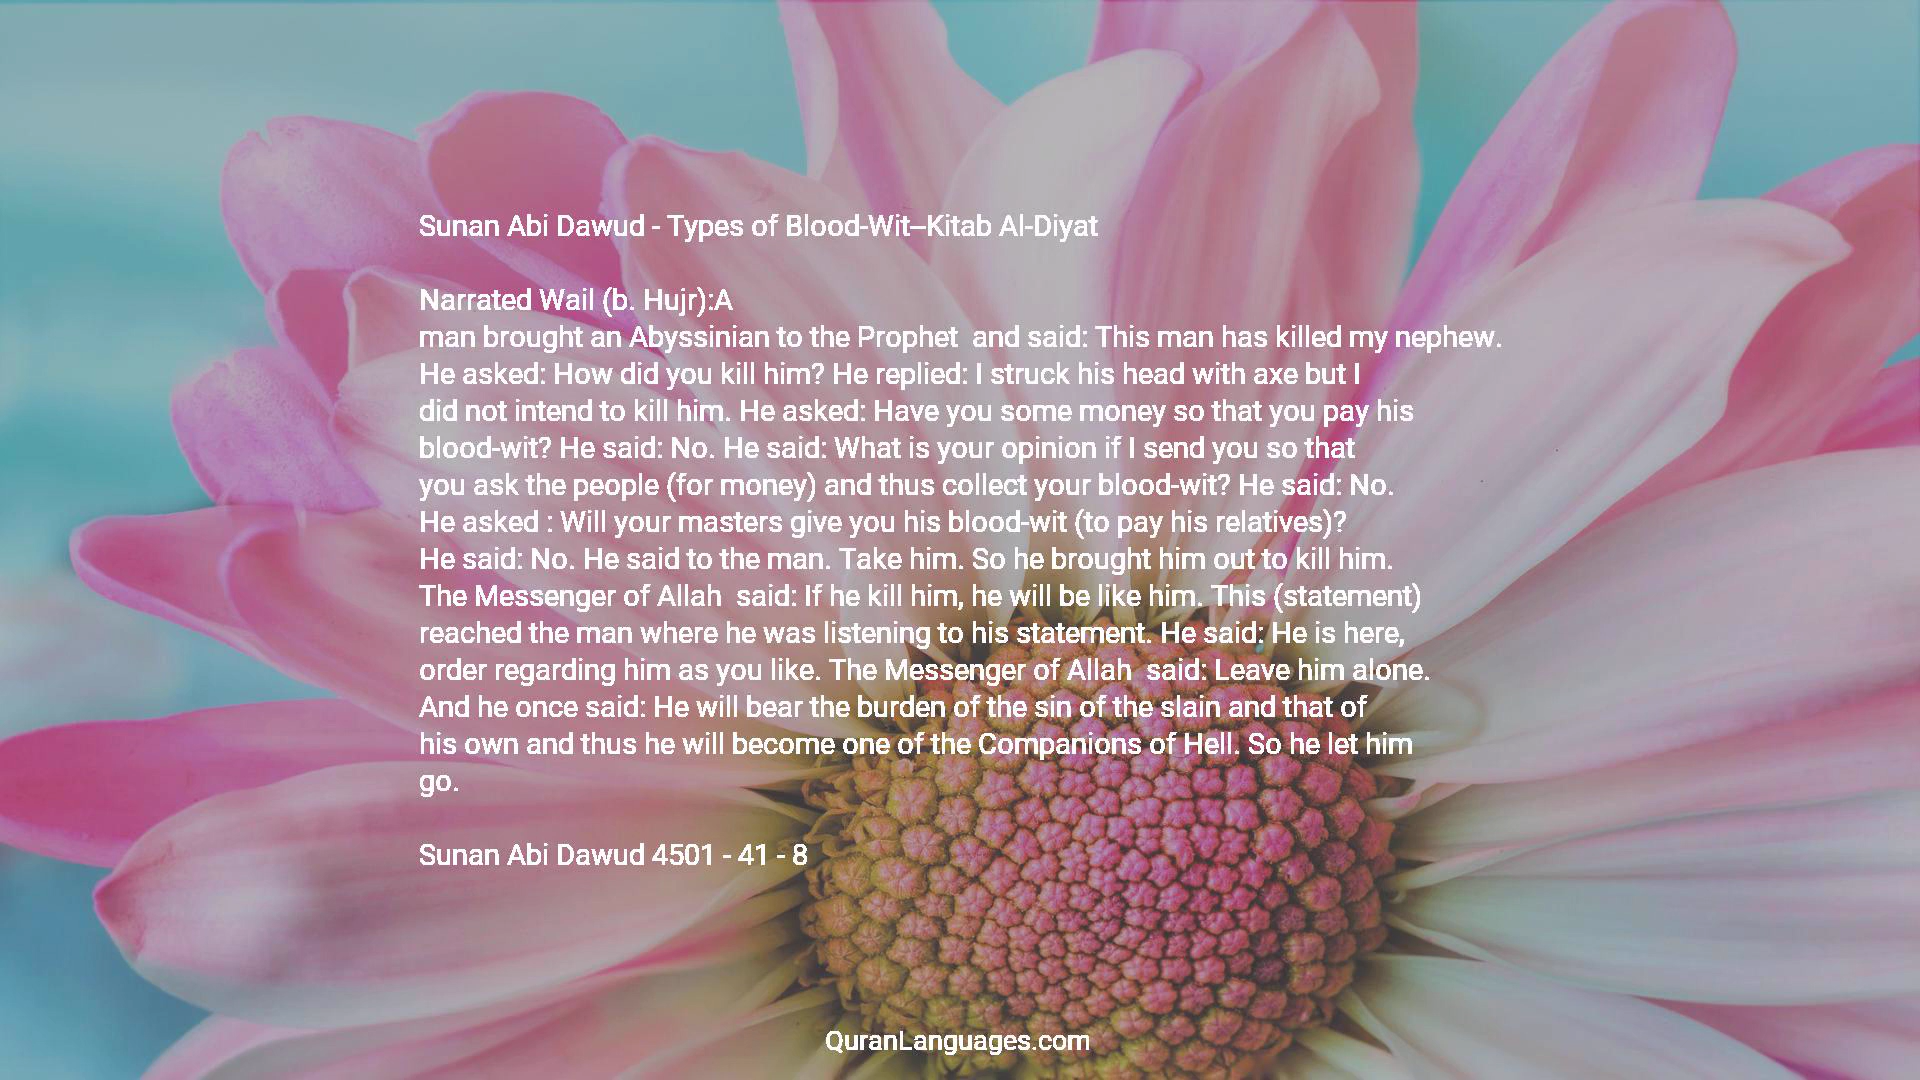 Sunan Abi Dawud - Types of Blood-Wit--Kitab Al-Diyat
Narrated Wail (b. Hujr):A
man brought an Abyssinian to the Prophet  and said: This man has killed my nephew.
He asked: How did you kill him? He replied: I struck his head with axe but I
did not intend to kill him. He asked: Have you some money so that you pay his
blood-wit? He said: No. He said: What is your opinion if I send you so that
you ask the people (for money) and thus collect your blood-wit? He said: No.
He asked : Will your masters give you his blood-wit (to pay his relatives)?
He said: No. He said to the man. Take him. So he brought him out to kill him.
The Messenger of Allah  said: If he kill him, he will be like him. This (statement)
reached the man where he was listening to his statement. He said: He is here,
order regarding him as you like. The Messenger of Allah  said: Leave him alone.
And he once said: He will bear the burden of the sin of the slain and that of
his own and thus he will become one of the Companions of Hell. So he let him
go.
Sunan Abi Dawud 4501 - 41 - 8
QuranLanguages.com